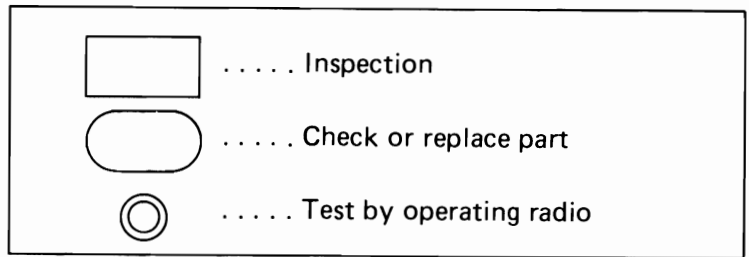 . . . . . Inspection
. . . . . Check or replace part
. . . . . Test by operating radio